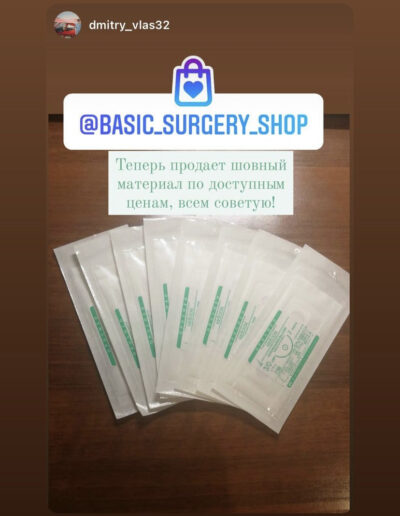 dmitry_vlas32
@BASIC_SURGERY_SHOP
Теперь продает шовный
материал по доступным
ценам, всем советую!